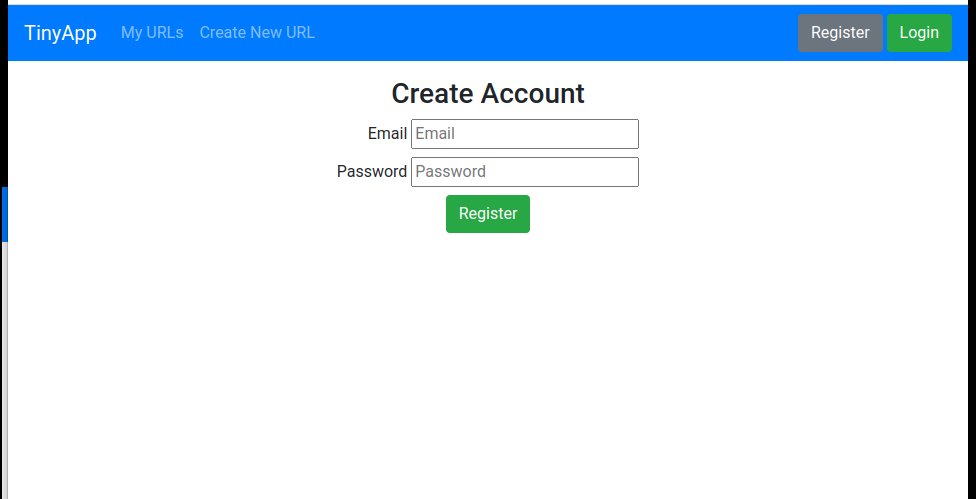 TinyApp My URLs Create New URL Register Login
Create Account
Email Email
Password Password
Register